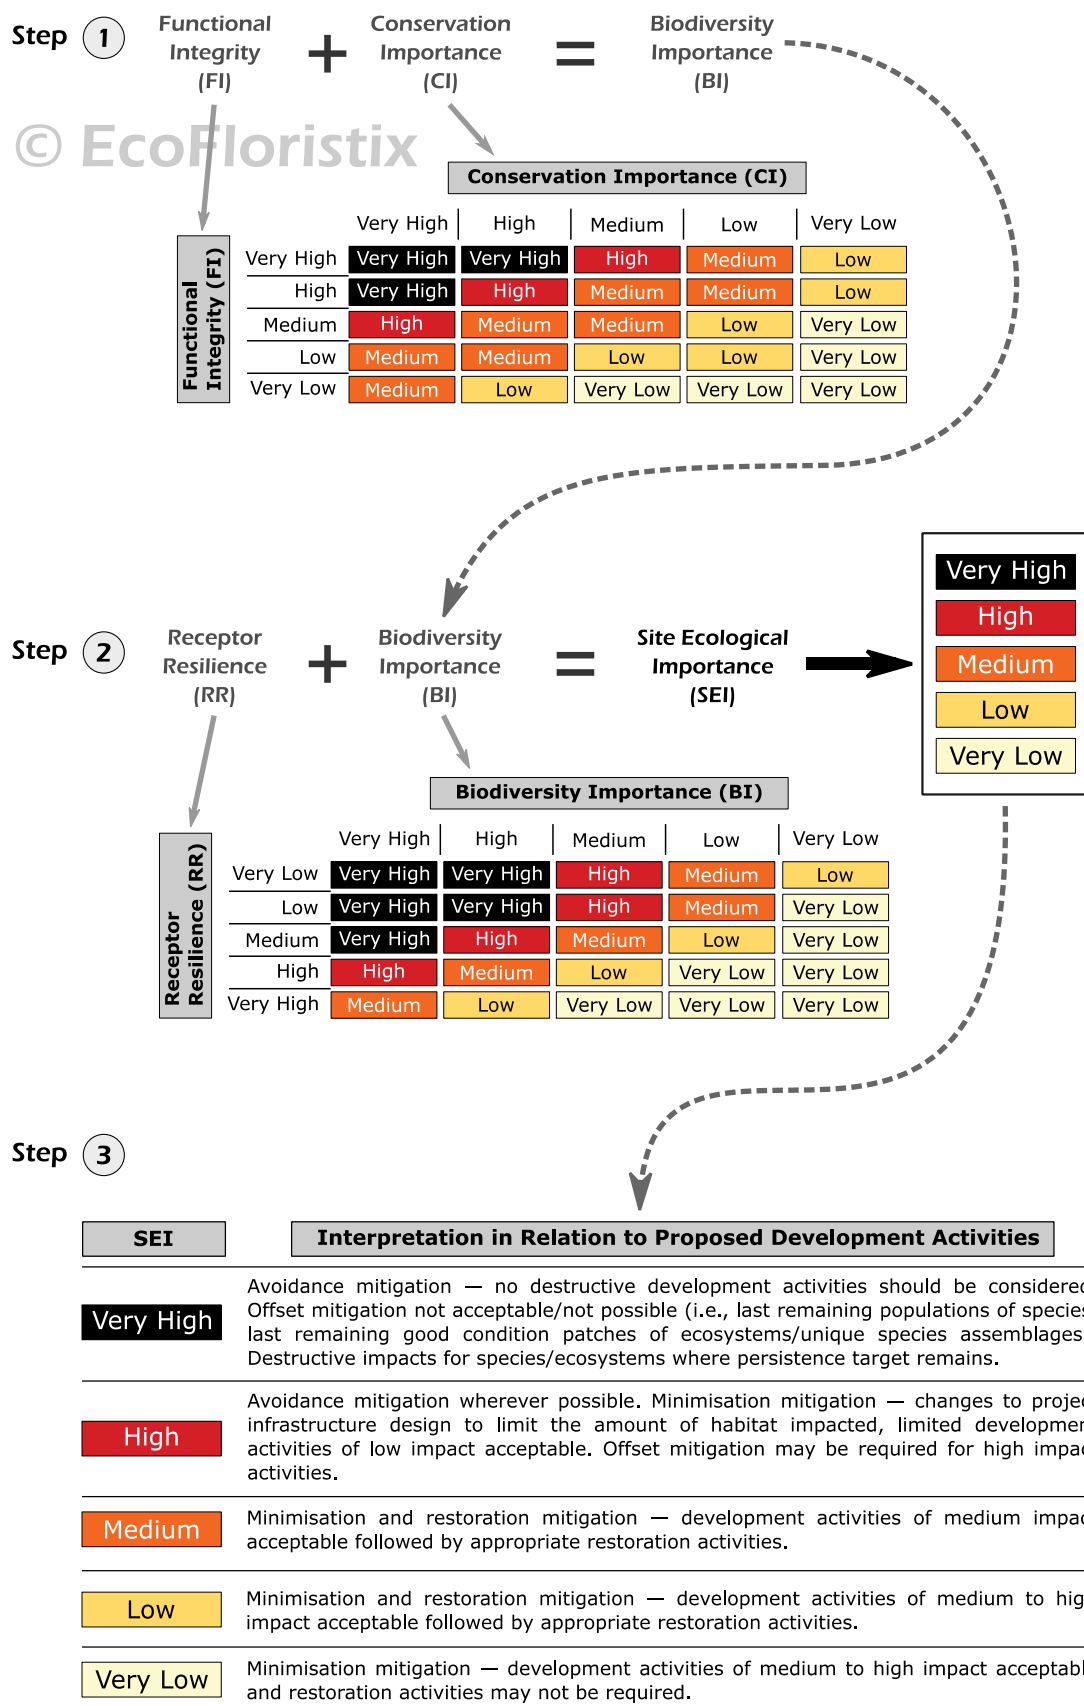 Step 1 Functional Integrity (FI) + Conservation Importance (CI) = Biodiversity Importance (BI)
© EcoFloristix
Conservation Importance (CI)
Very High High Medium Low Very Low
Functional Integrity (FI)
Very High Very High Very High High Medium Low
High Very High High Medium Medium Low
Medium High Medium Medium Low Very Low
Low Medium Medium Low Low Very Low
Very Low Medium Low Very Low Very Low Very Low
Step 2 Receptor Resilience (RR) + Biodiversity Importance (BI) = Site Ecological Importance (SEI)
Very High
High
Medium
Low
Very Low
Biodiversity Importance (BI)
Very High High Medium Low Very Low
Receptor Resilience (RR)
Very Low Very High Very High High Medium Low
Low Very High Very High High Medium Very Low
Medium Very High High Medium Low Very Low
High High Medium Low Very Low Very Low
Very High Medium Low Very Low Very Low Very Low
Step 3
SEI Interpretation in Relation to Proposed Development Activities
Very High
Avoidance mitigation — no destructive development activities should be considered
Offset mitigation not acceptable/not possible (i.e., last remaining populations of species
last remaining good condition patches of ecosystems/unique species assemblages
Destructive impacts for species/ecosystems where persistence target remains.
High
Avoidance mitigation wherever possible. Minimisation mitigation — changes to projec
infrastructure design to limit the amount of habitat impacted, limited developmen
activities of low impact acceptable. Offset mitigation may be required for high impac
activities.
Medium
Minimisation and restoration mitigation — development activities of medium impac
acceptable followed by appropriate restoration activities.
Low
Minimisation and restoration mitigation — development activities of medium to hig
impact acceptable followed by appropriate restoration activities.
Very Low
Minimisation mitigation — development activities of medium to high impact acceptabl
and restoration activities may not be required.